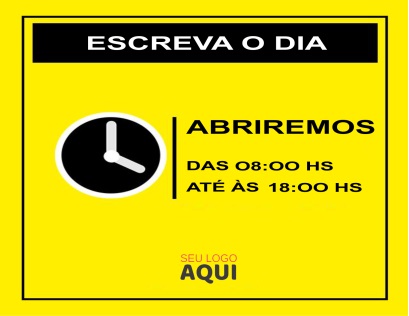 ESCREVA O DIA
ABRIREMOS
DAS 08:00 HS
ATÉ ÀS 18:00 HS
SEU LOGO
AQUI